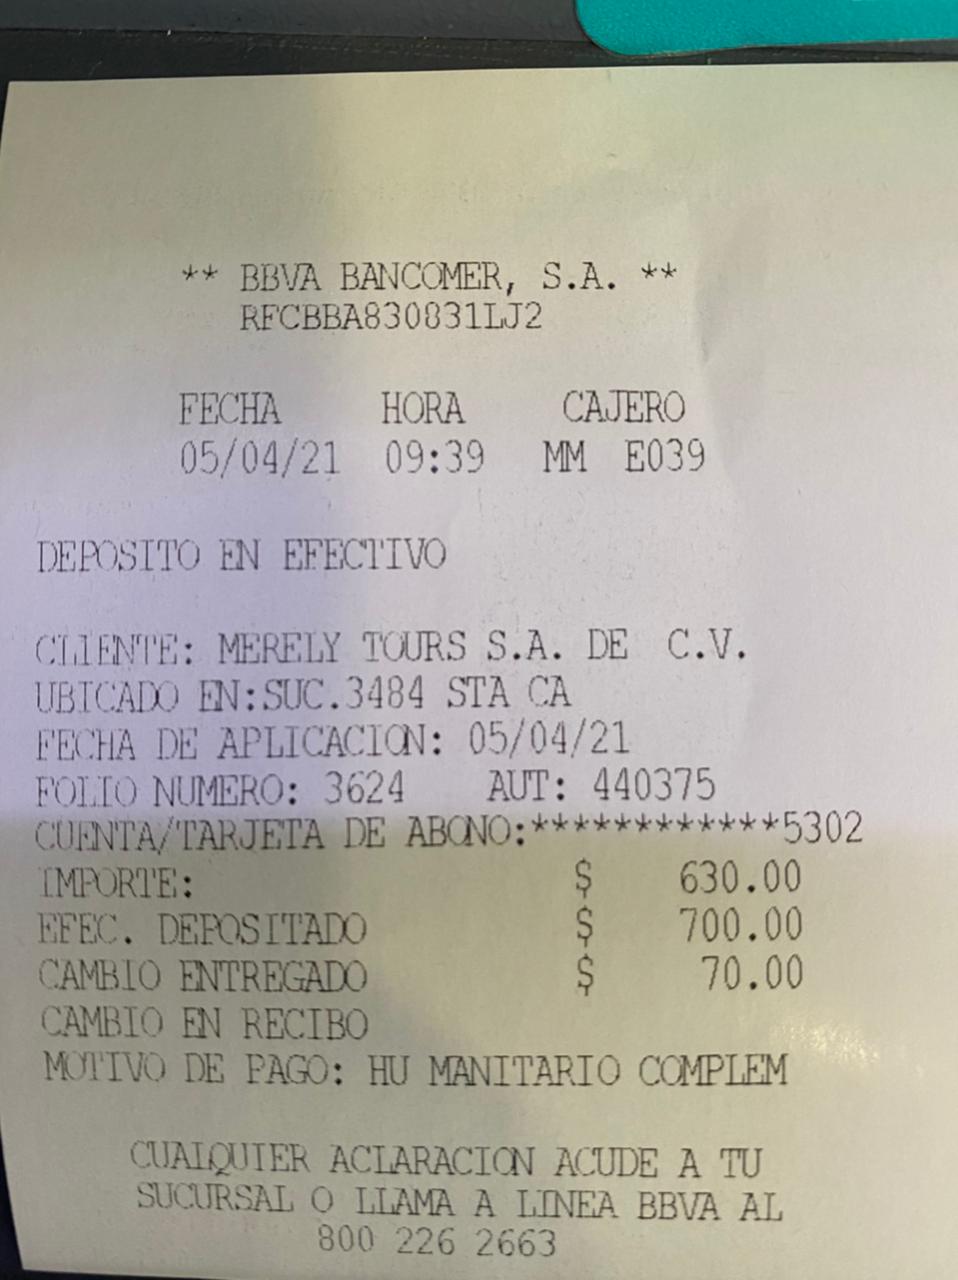 ** BBVA BANCOMER, S.A. **
RFCBBA830831LJ2
FECHA HORA CAJERO
05/04/21 09:39 MM E039
DEPOSITO EN EFECTIVO
CLIENTE: MERELY TOURS S.A. DE C.V.
UBICADO EN:SUC.3484 STA CA
FECHA DE APLICACION: 05/04/21
FOLIO NUMERO: 3624 AUT: 440375
CUENTA/TARJETA DE ABONO:************5302
IMPORTE: $ 630.00
EFEC. DEPOSITADO $ 700.00
CAMBIO ENTREGADO $ 70.00
CAMBIO EN RECIBO
MOTIVO DE PAGO: HU MANITARIO COMPLEM
CUALQUIER ACLARACION ACUDE A TU
SUCURSAL O LLAMA A LINEA BBVA AL
800 226 2663